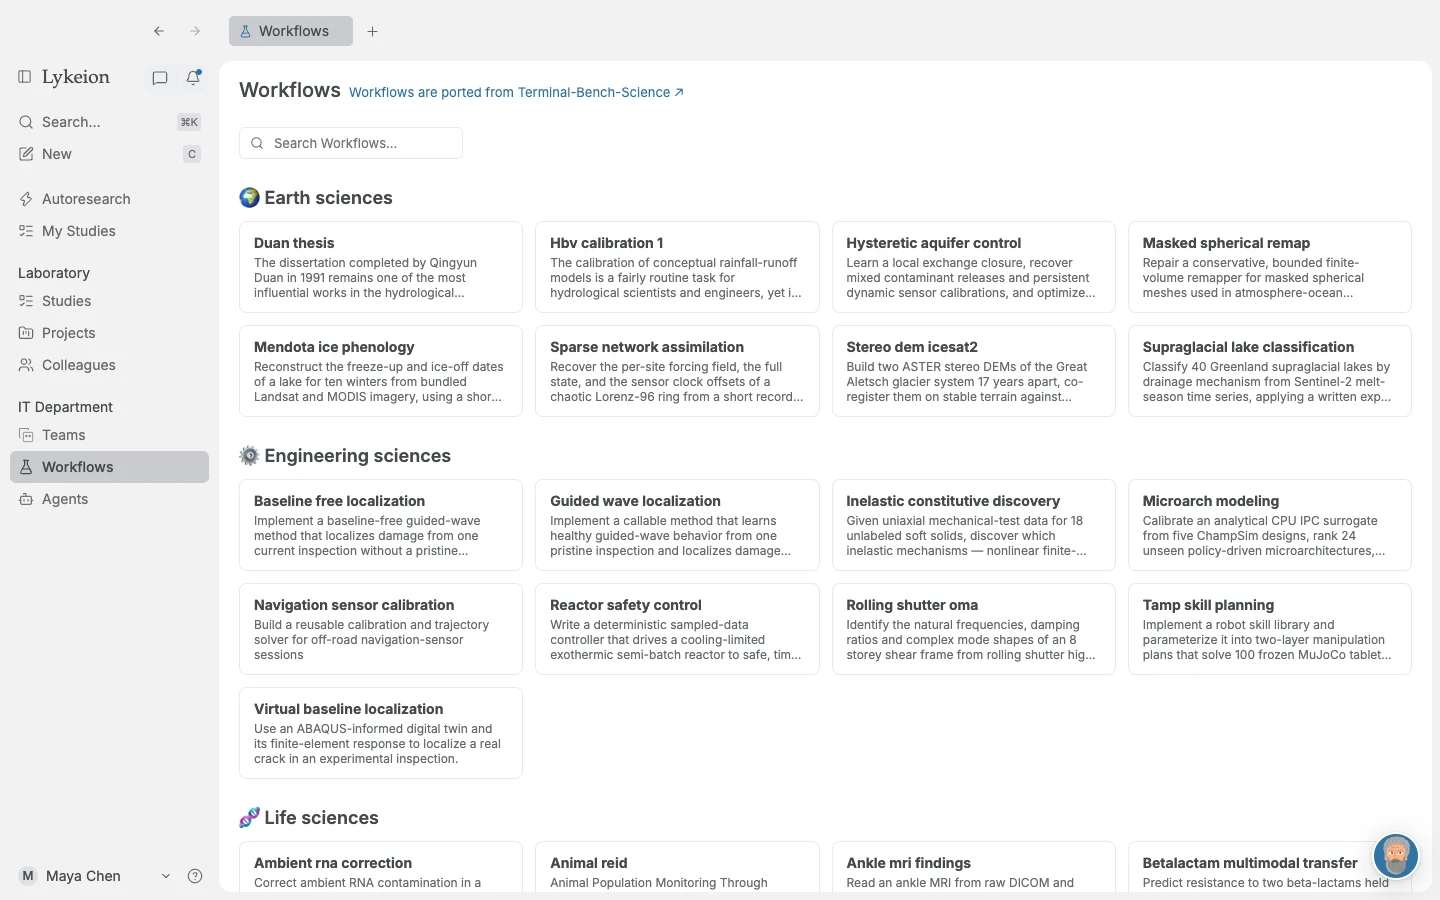 Workflows
Lykeion
Search...
⌘K
New
C
Autoresearch
My Studies
Laboratory
Studies
Projects
Colleagues
IT Department
Teams
Workflows
Agents
M
Maya Chen
Workflows
Workflows are ported from Terminal-Bench-Science ↗
Search Workflows...
Earth sciences
Duan thesis
The dissertation completed by Qingyun
Duan in 1991 remains one of the most
influential works in the hydrological...
Hbv calibration 1
The calibration of conceptual rainfall-runoff
models is a fairly routine task for
hydrological scientists and engineers, yet i...
Hysteretic aquifer control
Learn a local exchange closure, recover
mixed contaminant releases and persistent
dynamic sensor calibrations, and optimize...
Masked spherical remap
Repair a conservative, bounded finite-
volume remapper for masked spherical
meshes used in atmosphere-ocean...
Mendota ice phenology
Reconstruct the freeze-up and ice-off dates
of a lake for ten winters from bundled
Landsat and MODIS imagery, using a shor...
Sparse network assimilation
Recover the per-site forcing field, the full
state, and the sensor clock offsets of a
chaotic Lorenz-96 ring from a short record...
Stereo dem icesat2
Build two ASTER stereo DEMs of the Great
Aletsch glacier system 17 years apart, co-
register them on stable terrain against...
Supraglacial lake classification
Classify 40 Greenland supraglacial lakes by
drainage mechanism from Sentinel-2 melt-
season time series, applying a written exp...
Engineering sciences
Baseline free localization
Implement a baseline-free guided-wave
method that localizes damage from one
current inspection without a pristine...
Guided wave localization
Implement a callable method that learns
healthy guided-wave behavior from one
pristine inspection and localizes damage...
Inelastic constitutive discovery
Given uniaxial mechanical-test data for 18
unlabeled soft solids, discover which
inelastic mechanisms — nonlinear finite-...
Microarch modeling
Calibrate an analytical CPU IPC surrogate
from five ChampSim designs, rank 24
unseen policy-driven microarchitectures,...
Navigation sensor calibration
Build a reusable calibration and trajectory
solver for off-road navigation-sensor
sessions
Reactor safety control
Write a deterministic sampled-data
controller that drives a cooling-limited
exothermic semi-batch reactor to safe, tim...
Rolling shutter oma
Identify the natural frequencies, damping
ratios and complex mode shapes of an 8
storey shear frame from rolling shutter hig...
Tamp skill planning
Implement a robot skill library and
parameterize it into two-layer manipulation
plans that solve 100 frozen MuJoCo tablet...
Virtual baseline localization
Use an ABAQUS-informed digital twin and
its finite-element response to localize a real
crack in an experimental inspection.
Life sciences
Ambient rna correction
Correct ambient RNA contamination in a
Animal reid
Animal Population Monitoring Through
Ankle mri findings
Read an ankle MRI from raw DICOM and
Betalactam multimodal transfer
Predict resistance to two beta-lactams held